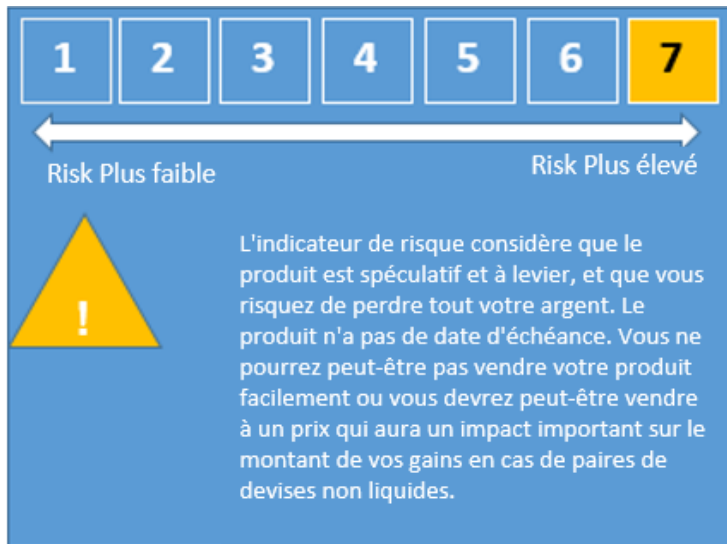 1 2 3 4 5 6 7
Risk Plus faible
Risk Plus élevé
!
L'indicateur de risque considère que le
produit est spéculatif et à levier, et que vous
risquez de perdre tout votre argent. Le
produit n'a pas de date d'échéance. Vous ne
pourrez peut-être pas vendre votre produit
facilement ou vous devrez peut-être vendre
à un prix qui aura un impact important sur le
montant de vos gains en cas de paires de
devises non liquides.